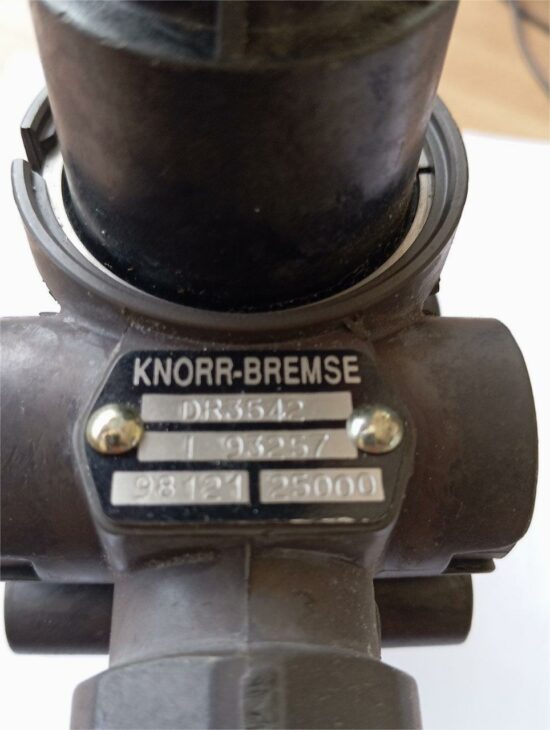 KNORR-BREMSE
DR3542
I 93257
98121 25000